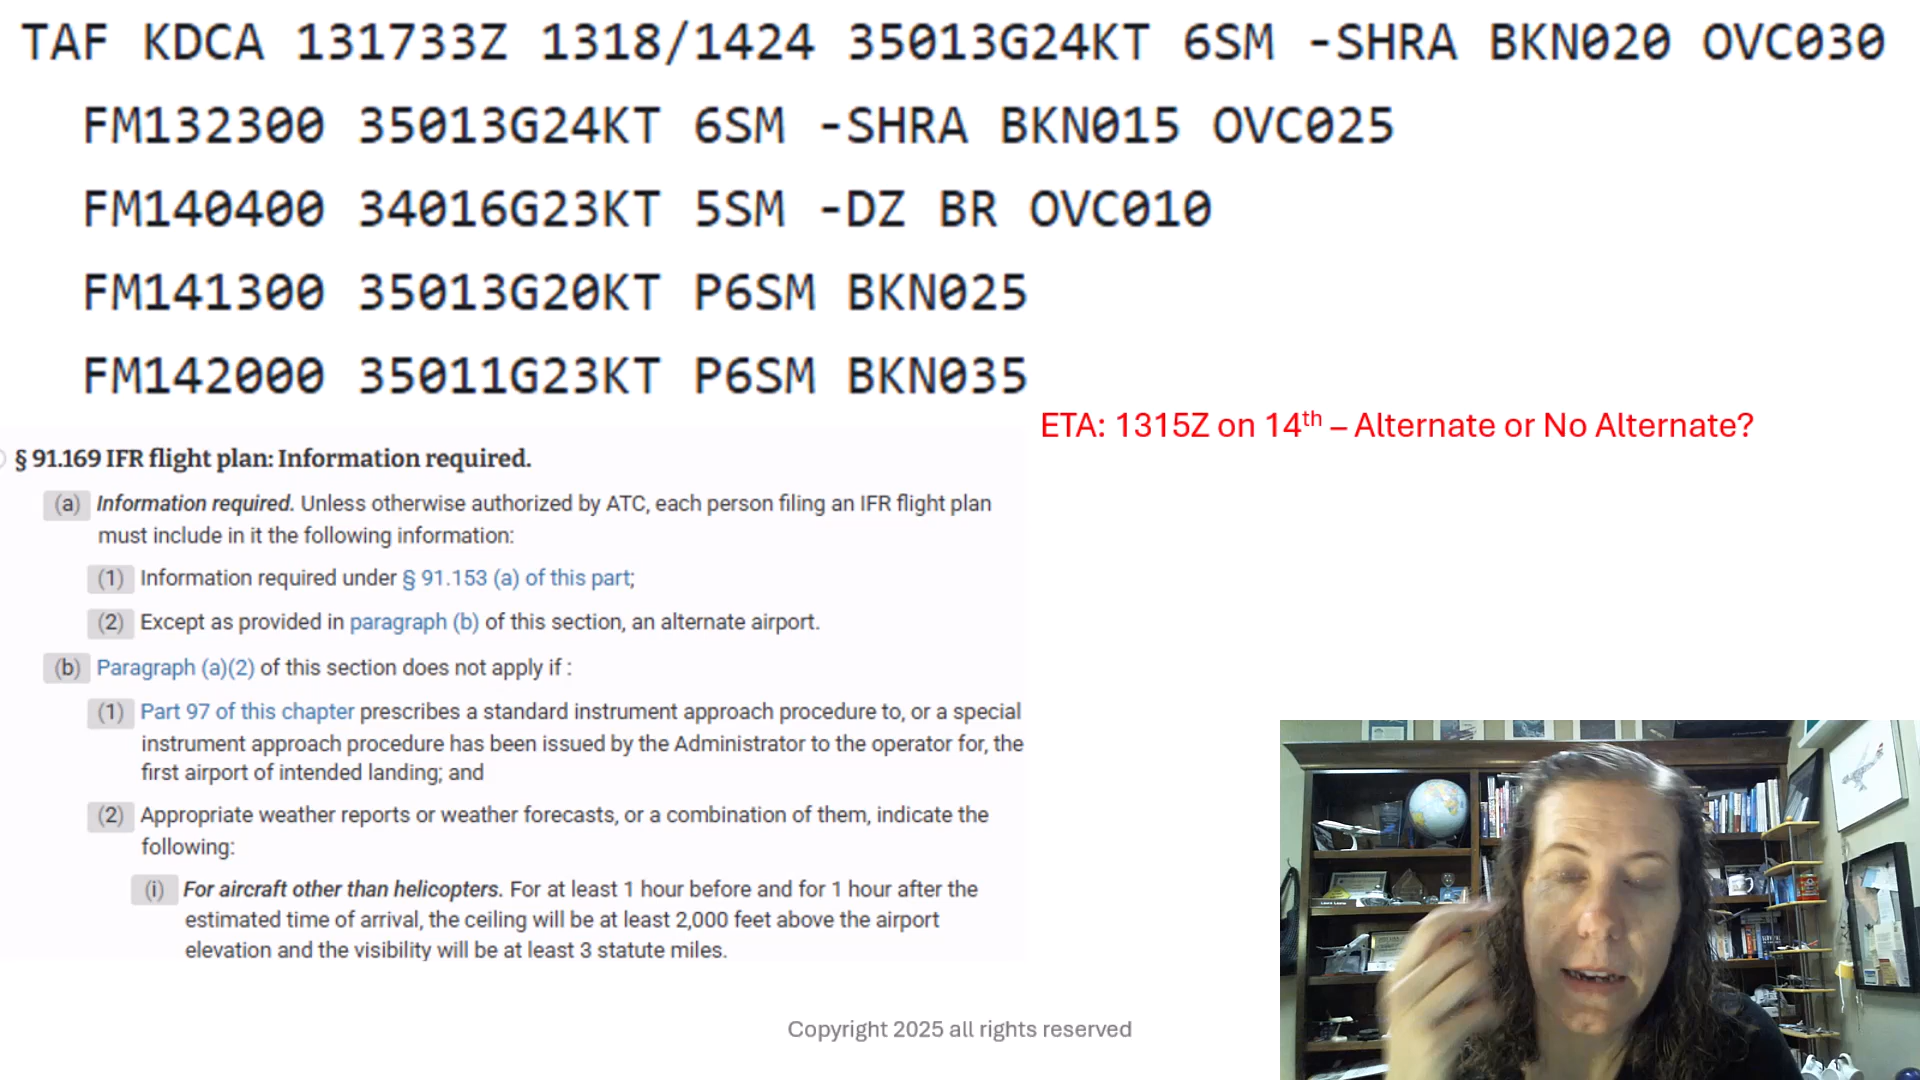 TAF KDCA 131733Z 1318/1424 35013G24KT 6SM -SHRA BKN020 OVC030
FM132300 35013G24KT 6SM -SHRA BKN015 OVC025
FM140400 34016G23KT 5SM -DZ BR OVC010
FM141300 35013G20KT P6SM BKN025
FM142000 35011G23KT P6SM BKN035
ETA: 1315Z on 14th – Alternate or No Alternate?
§ 91.169 IFR flight plan: Information required.
(a) Information required. Unless otherwise authorized by ATC, each person filing an IFR flight plan
must include in it the following information:
(1) Information required under § 91.153 (a) of this part;
(2) Except as provided in paragraph (b) of this section, an alternate airport.
(b) Paragraph (a)(2) of this section does not apply if :
(1) Part 97 of this chapter prescribes a standard instrument approach procedure to, or a special
instrument approach procedure has been issued by the Administrator to the operator for, the
first airport of intended landing; and
(2) Appropriate weather reports or weather forecasts, or a combination of them, indicate the
following:
(i) For aircraft other than helicopters. For at least 1 hour before and for 1 hour after the
estimated time of arrival, the ceiling will be at least 2,000 feet above the airport
elevation and the visibility will be at least 3 statute miles.
Copyright 2025 all rights reserved